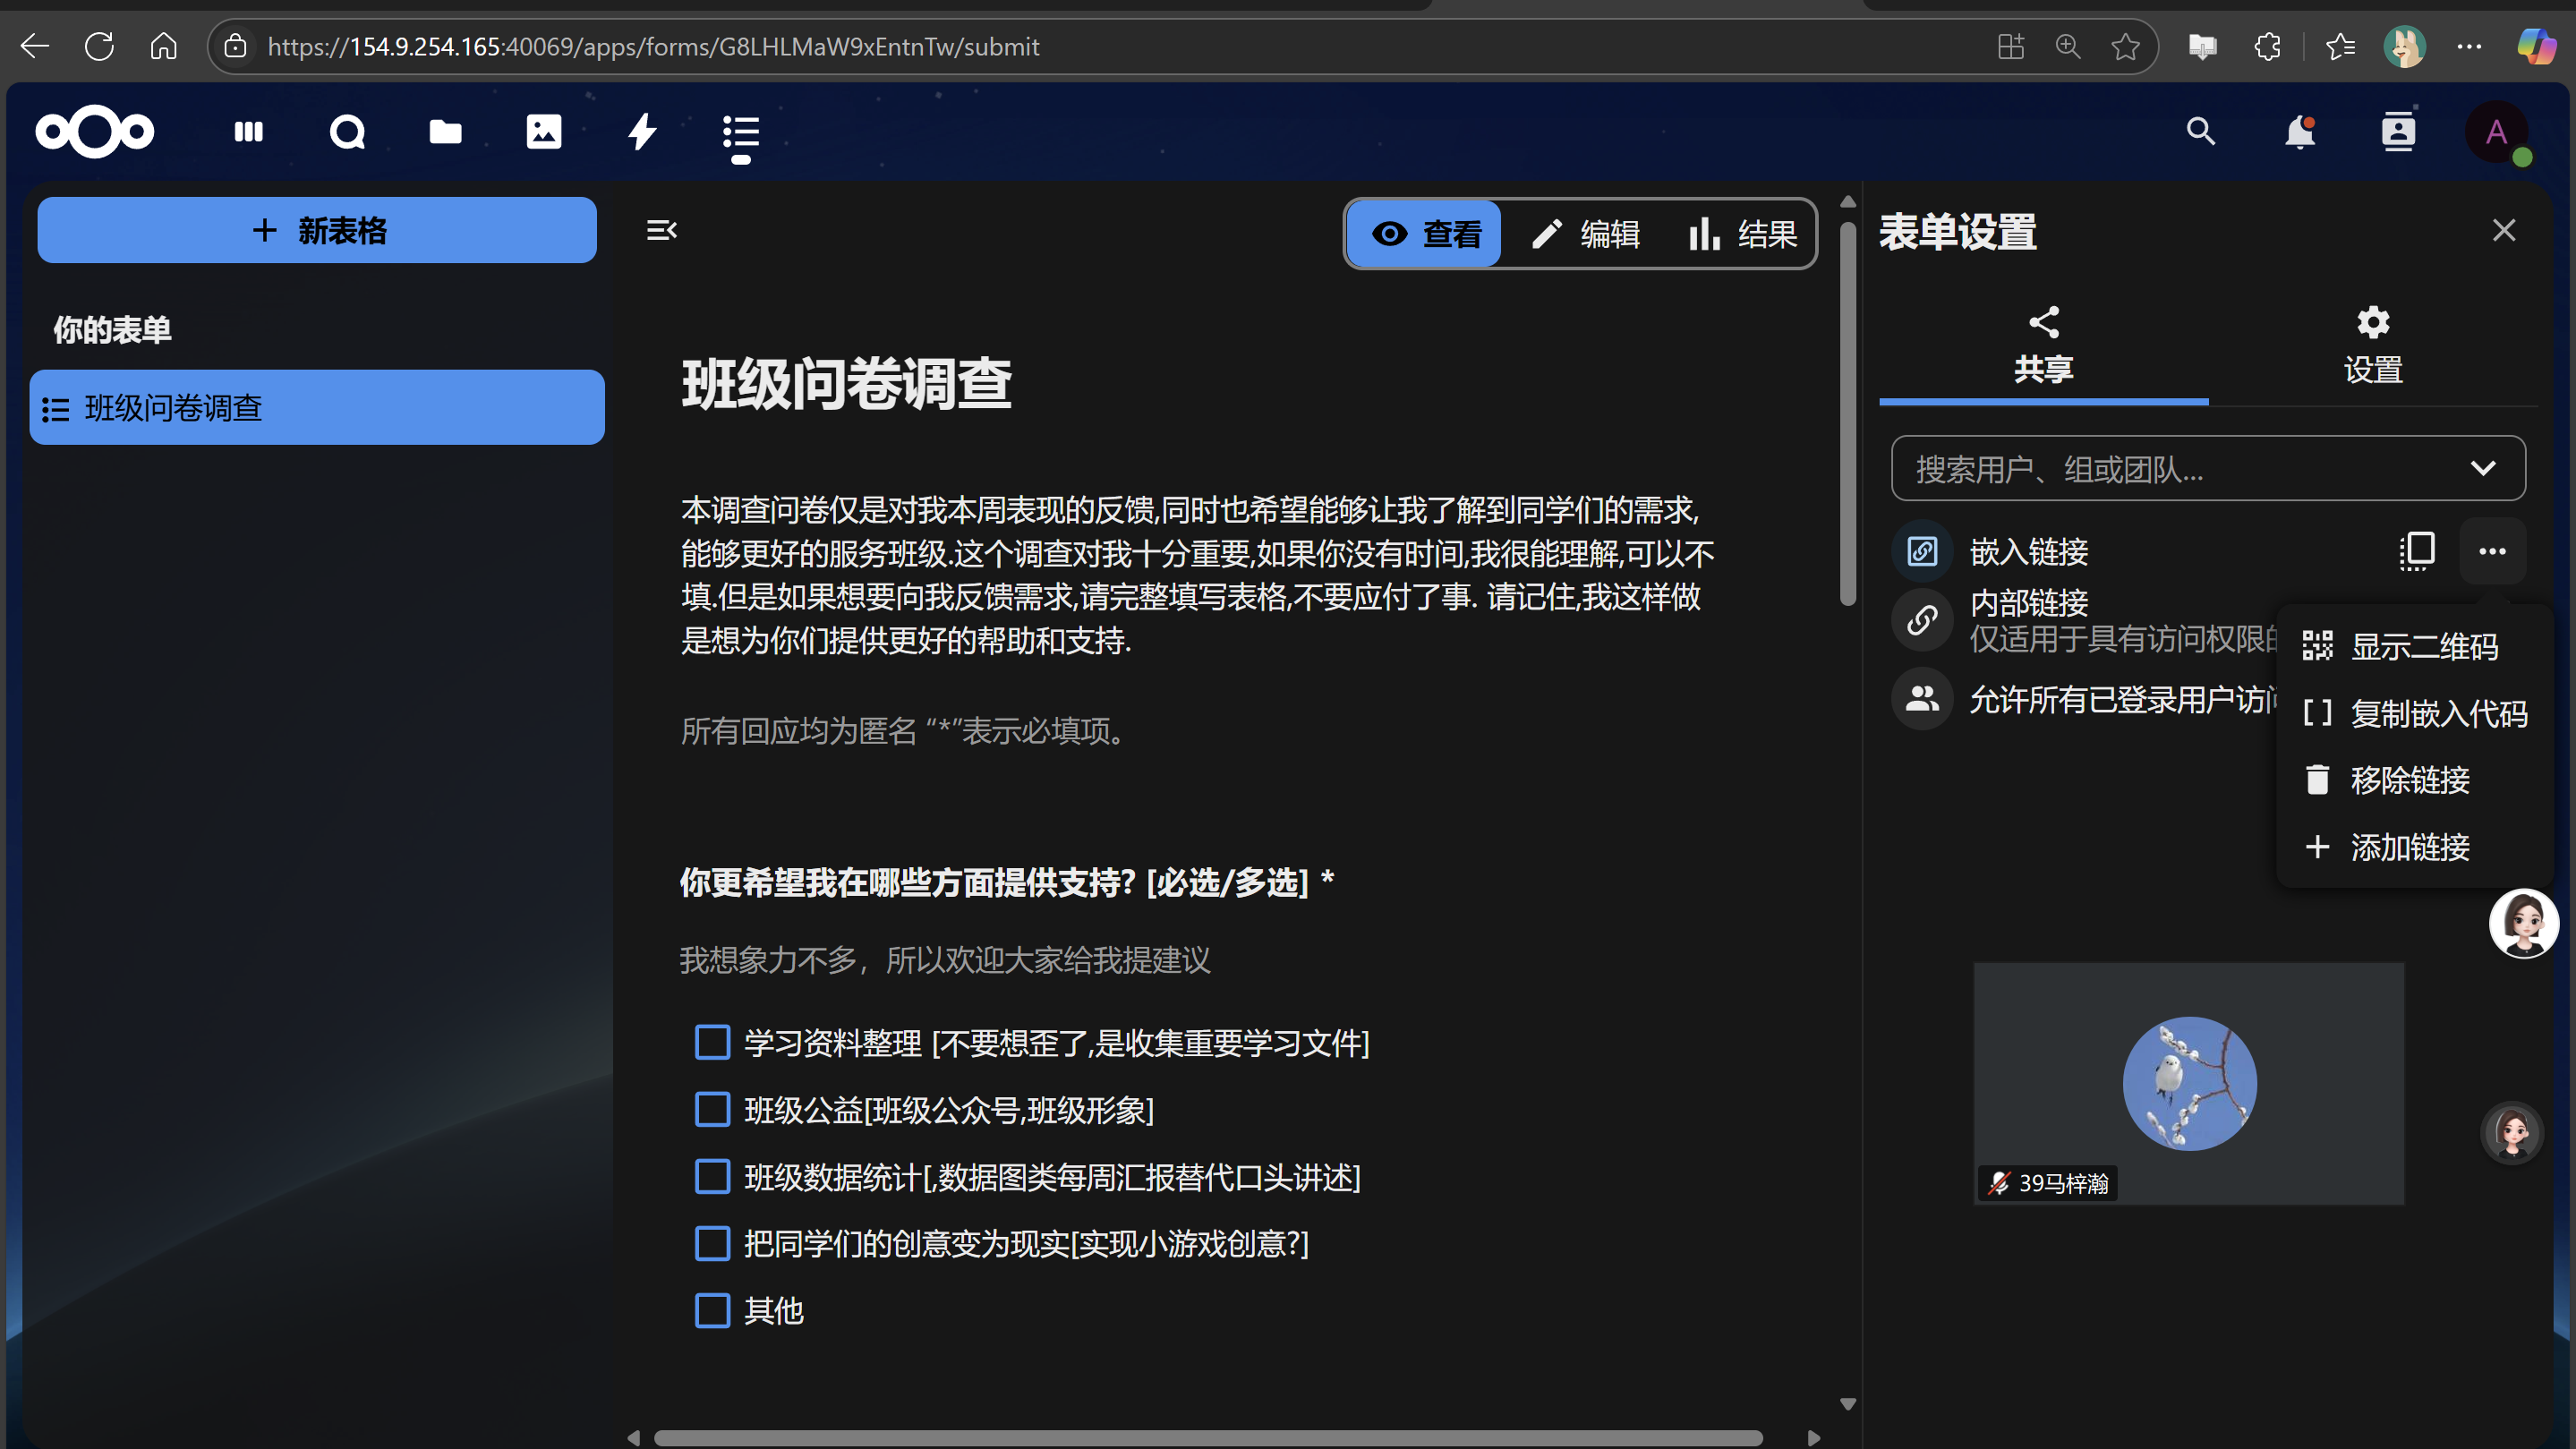 https://154.9.254.165:40069/apps/forms/G8LHLMaW9xEntnTw/submit
A
新表格
你的表单
班级问卷调查
查看
编辑
结果
班级问卷调查
本调查问卷仅是对我本周表现的反馈,同时也希望能够让我了解到同学们的需求,
能够更好的服务班级.这个调查对我十分重要,如果你没有时间,我很能理解,可以不
填.但是如果想要向我反馈需求,请完整填写表格,不要应付了事. 请记住,我这样做
是想为你们提供更好的帮助和支持.
所有回应均为匿名 “*”表示必填项。
你更希望我在哪些方面提供支持? [必选/多选] *
我想象力不多，所以欢迎大家给我提建议
学习资料整理 [不要想歪了,是收集重要学习文件]
班级公益[班级公众号,班级形象]
班级数据统计[,数据图类每周汇报替代口头讲述]
把同学们的创意变为现实[实现小游戏创意?]
其他
表单设置
共享
设置
搜索用户、组或团队...
嵌入链接
内部链接
仅适用于具有访问权限的
允许所有已登录用户访问
显示二维码
复制嵌入代码
移除链接
添加链接
39马梓瀚